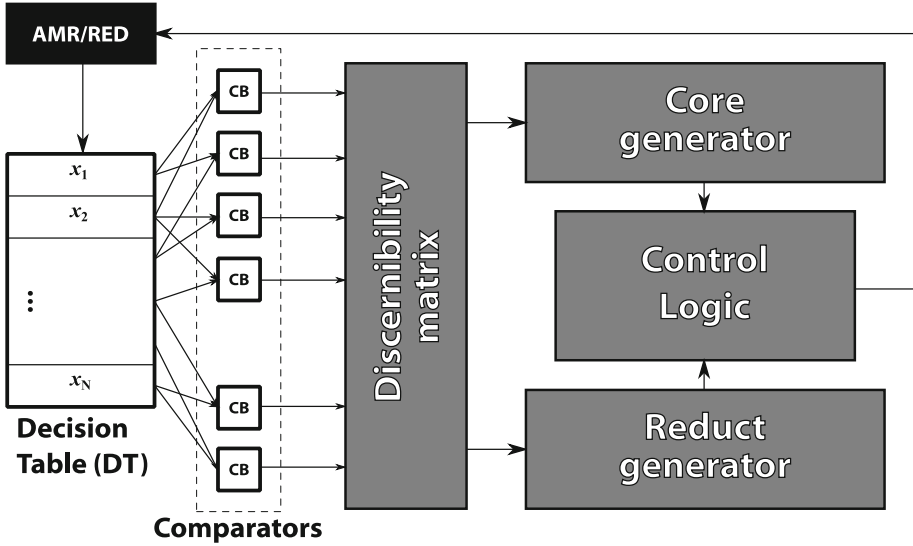 AMR/RED
x1
x2
...
xN
Decision
Table (DT)
CB
CB
CB
CB
CB
CB
Comparators
Discernibility
matrix
Core
generator
Control
Logic
Reduct
generator